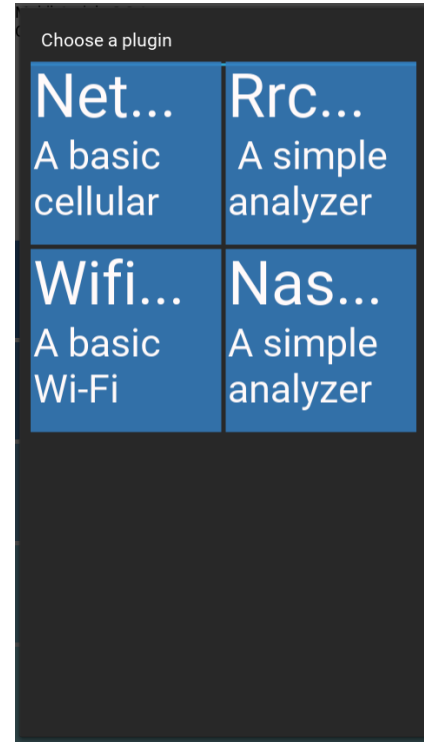 Choose a plugin
Net...
A basic
cellular
Rrc...
A simple
analyzer
Wifi...
A basic
Wi-Fi
Nas...
A simple
analyzer